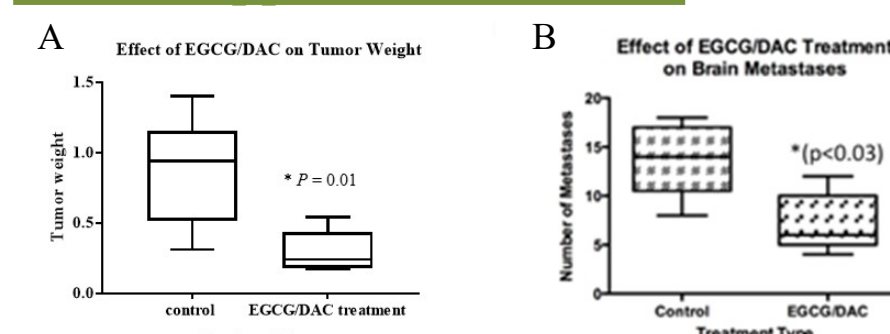 A
Effect of EGCG/DAC on Tumor Weight
Tumor weight
1.5
1.0
0.5
0.0
* P = 0.01
control
EGCG/DAC treatment
B
Effect of EGCG/DAC Treatment
on Brain Metastases
Number of Metastases
20
15
10
5
0
*(p<0.03)
Control
EGCG/DAC
Treatment Type